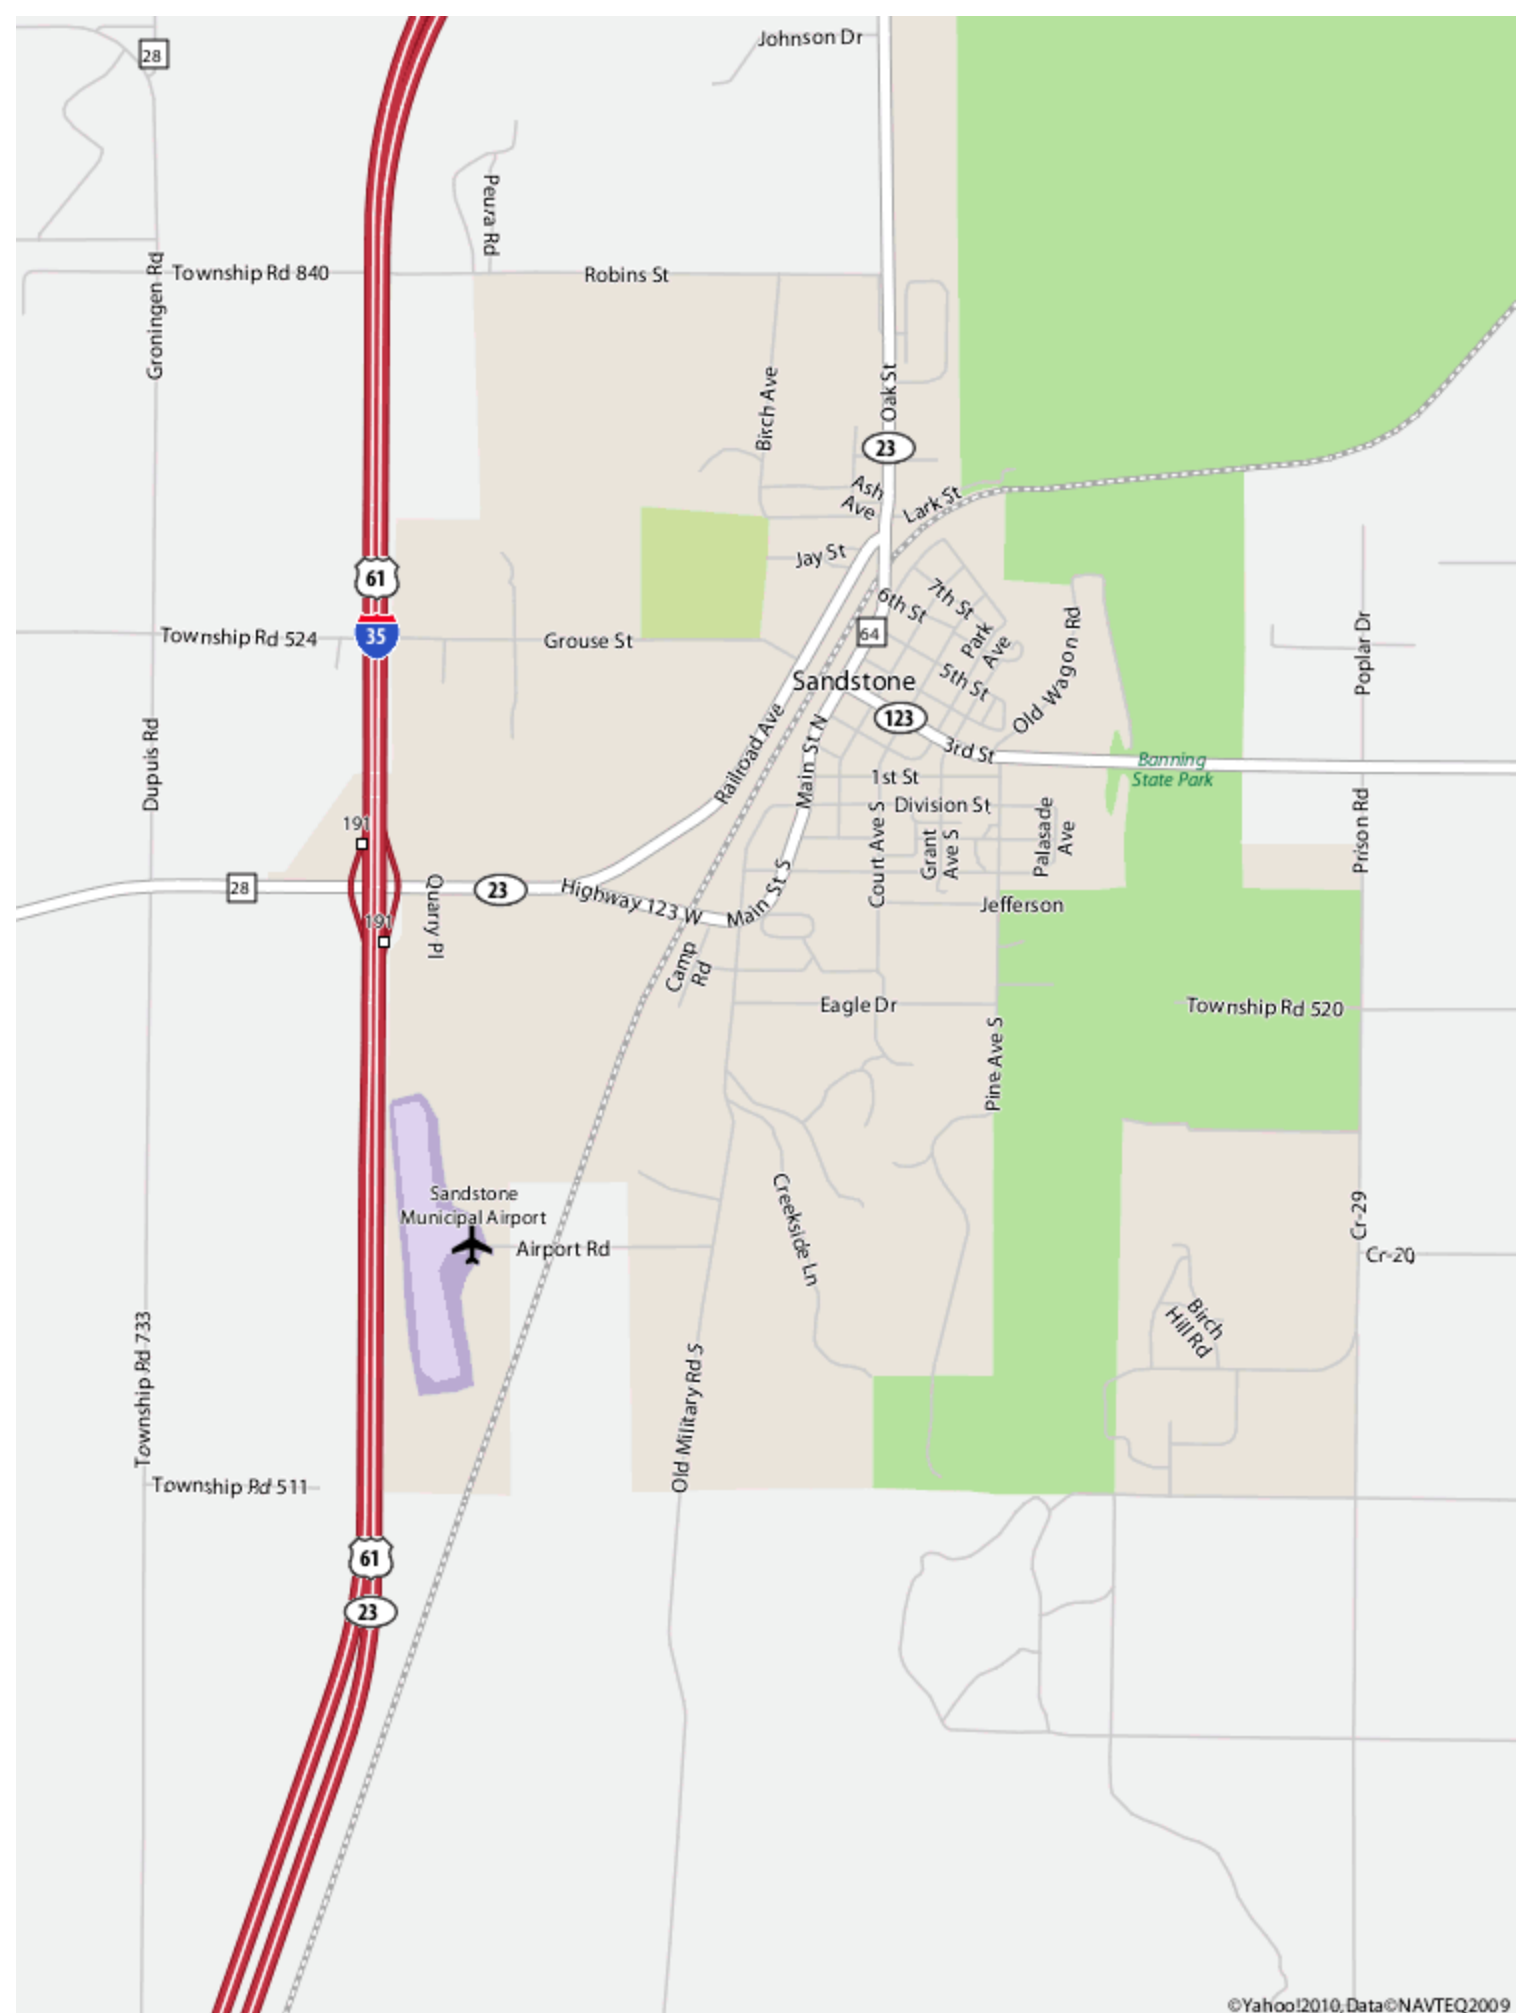 Johnson Dr
28
Peura Rd
Township Rd 840
Robins St
Groningen Rd
Birch Ave
Oak St
23
Ash
Ave
Lark St
Jay St
61
7th St
6th St
64
35
Township Rd 524
Grouse St
Park
Ave
Old Wagon Rd
Poplar Dr
5th St
Sandstone
123
Dupuis Rd
Railroad Ave
Main St N
3rd St
Banning
State Park
1st St
Division St
191
Court Ave S
Grant
Ave S
Palasade
Ave
Prison Rd
28
23
Quarry Pl
Highway 123 W
Main St S
Jefferson
191
Camp
Rd
Eagle Dr
Township Rd 520
Pine Ave S
Sandstone
Municipal Airport
Airport Rd
Creekside Ln
Cr-29
Cr-20
Birch
Hill Rd
Township Rd 733
Old Military Rd S
Township Rd 511
61
23
©Yahoo!2010,Data©NAVTEQ2009